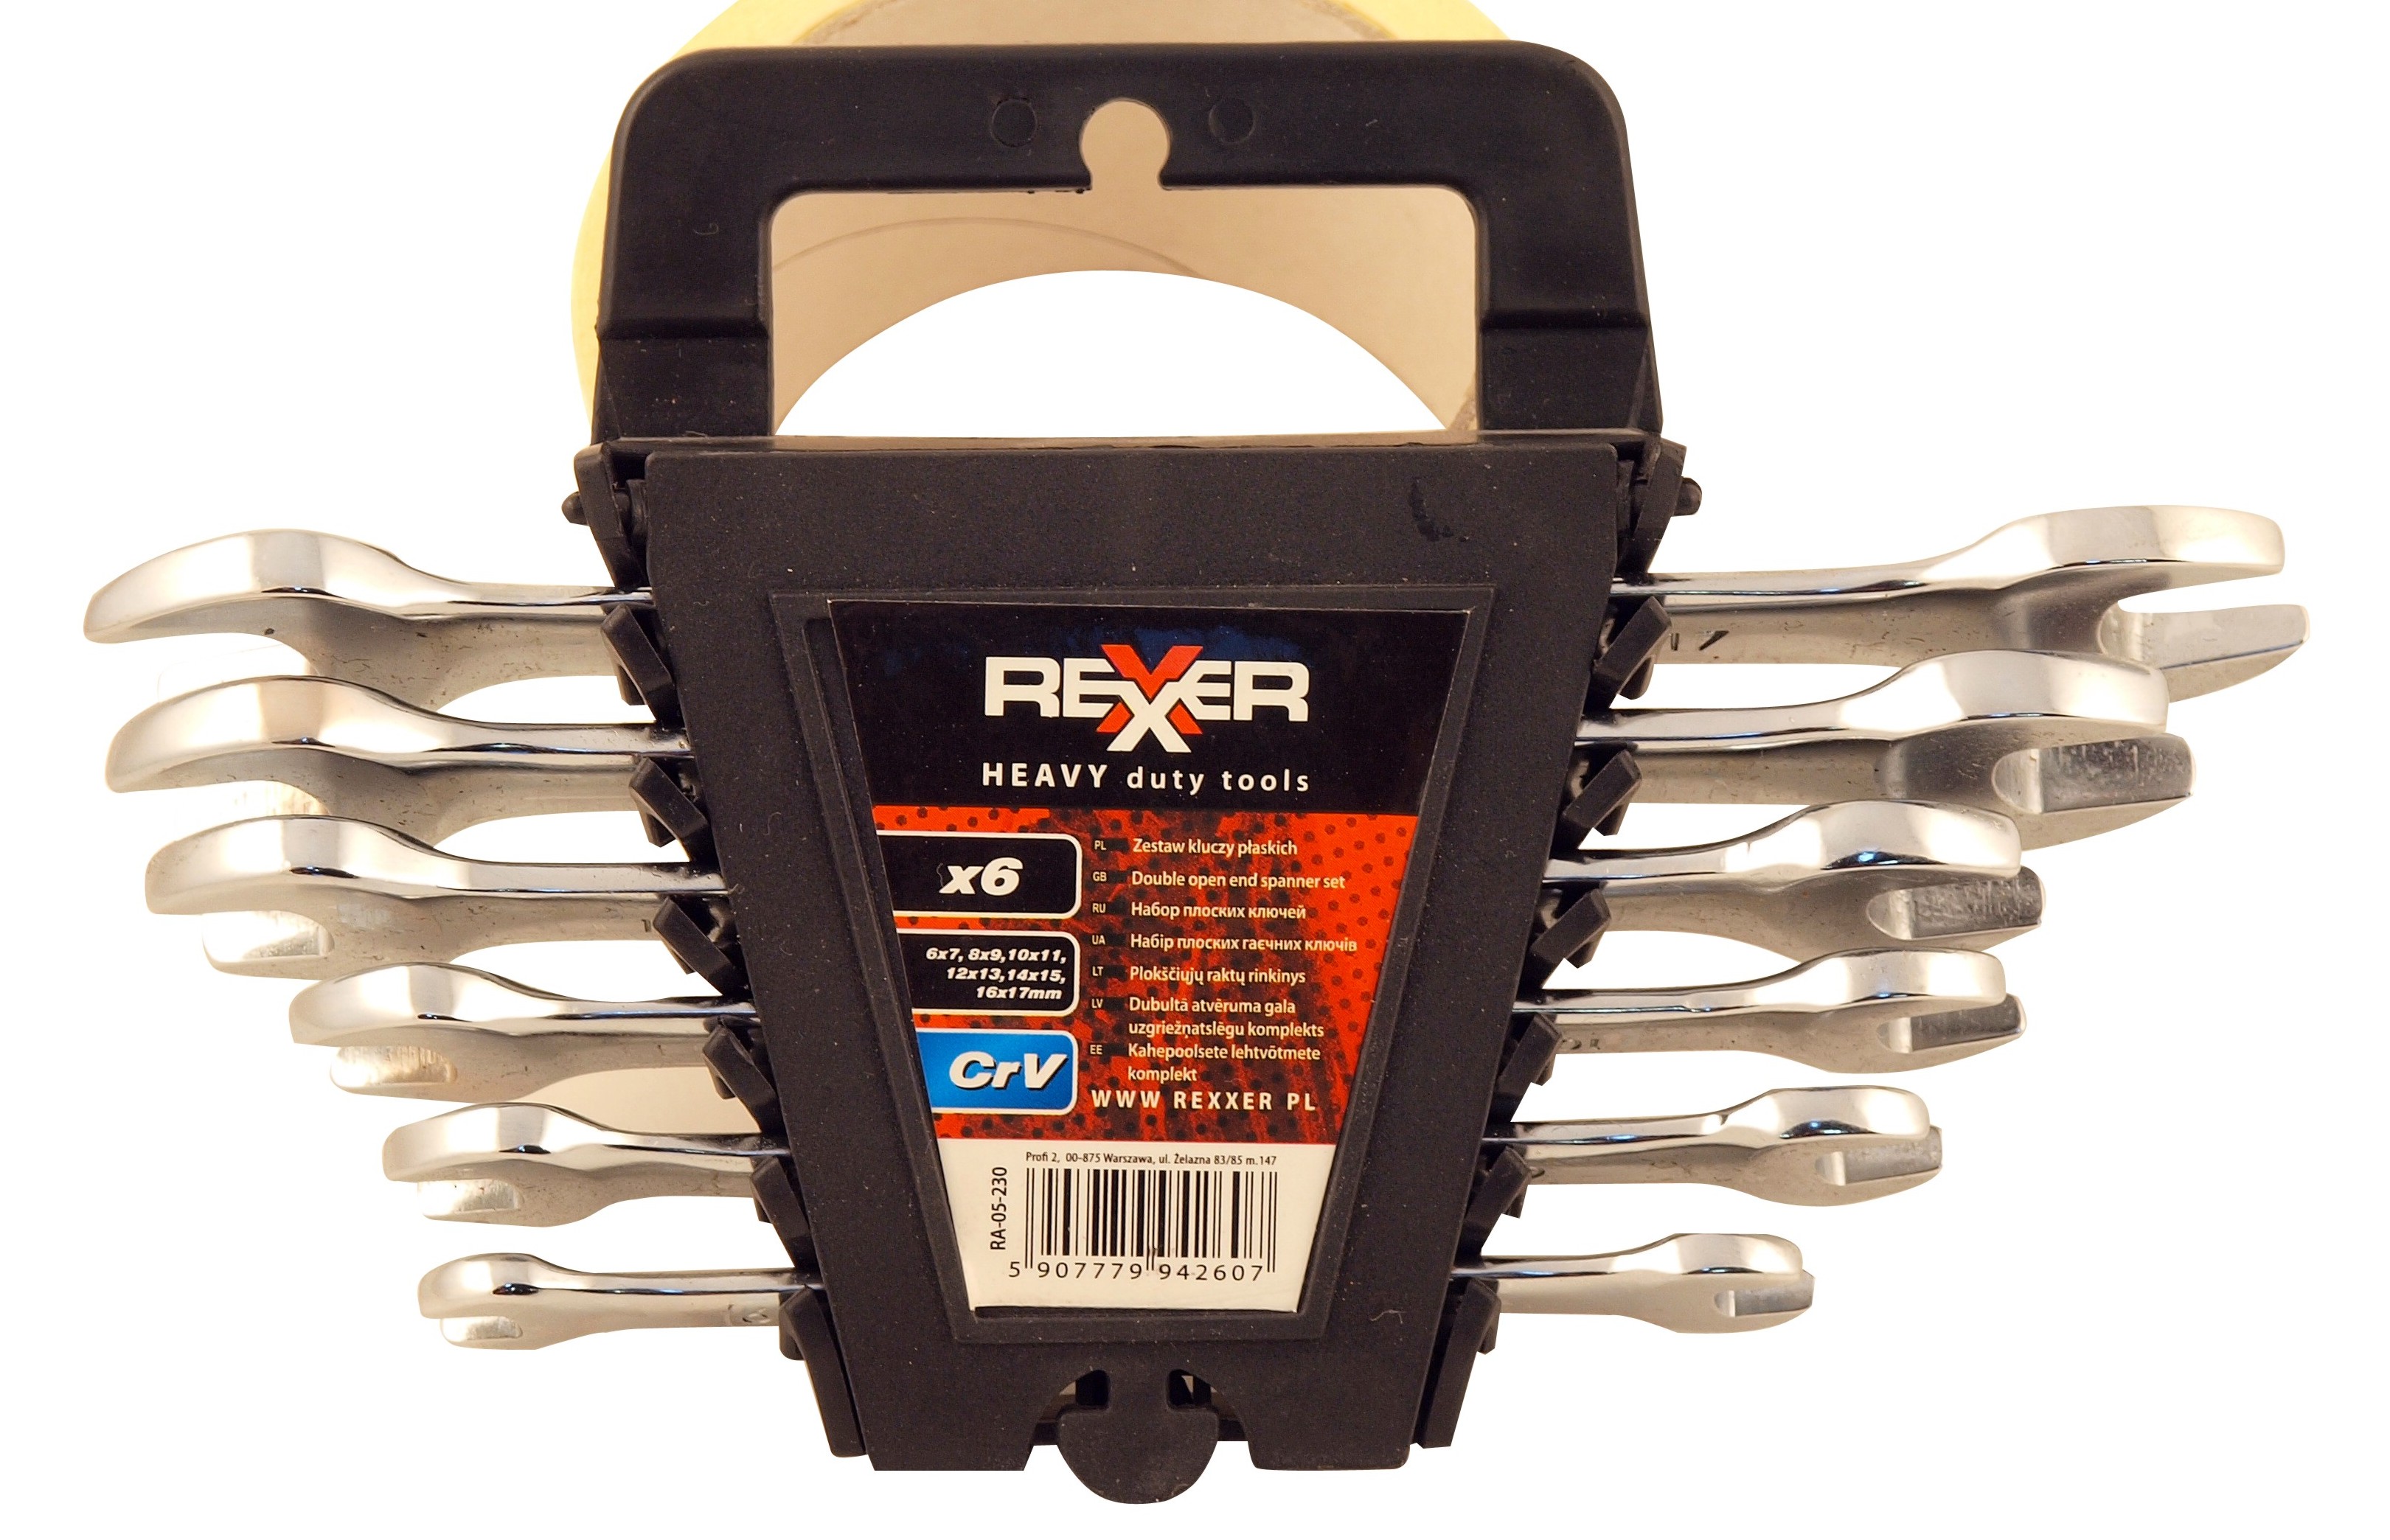 REXXER
HEAVY duty tools
x6
6x7, 8x9,10x11,
12x13,14x15,
16x17mm
CrV
PL Zestaw kluczy płaskich
GB Double open end spanner set
RU Набор плоских ключей
UA Набір плоских гаєчних ключів
LT Plokščiųjų raktų rinkinys
LV Dubultā atvēruma gala
uzgriežņatslēgu komplekts
EE Kahepoolsete lehtvõtmete
komplekt
WWW REXXER PL
Profi 2, 00-875 Warszawa, ul. Żelazna 83/85 m.147
RA-05-230
5 907779 942607
17